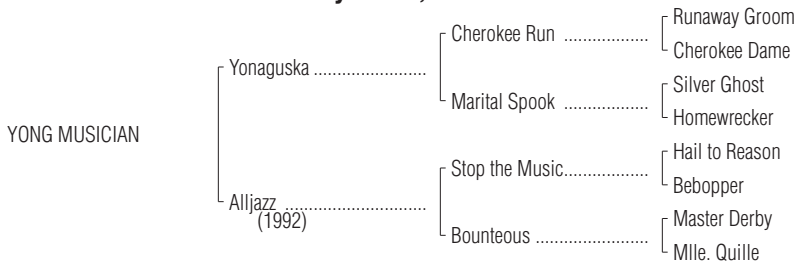 Runaway Groom
Cherokee Run ..................
Cherokee Dame
Yonaguska ........................
Silver Ghost
Marital Spook ..................
Homewrecker
YONG MUSICIAN
Hail to Reason
Stop the Music..................
Bebopper
Alljazz ..............................
(1992)
Master Derby
Bounteous ........................
Mlle. Quille